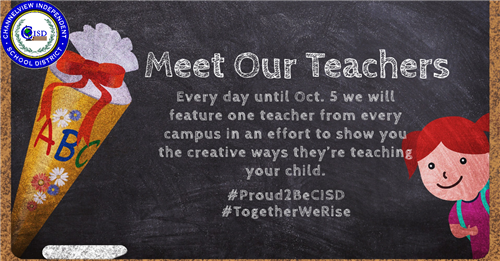 CHANNELVIEW INDEPENDENT
CISD
SCHOOL DISTRICT
ABC
Meet Our Teachers
Every day until Oct. 5 we will
feature one teacher from every
campus in an effort to show you
the creative ways they're teaching
your child.
#Proud2BeCISD
#TogetherWeRise